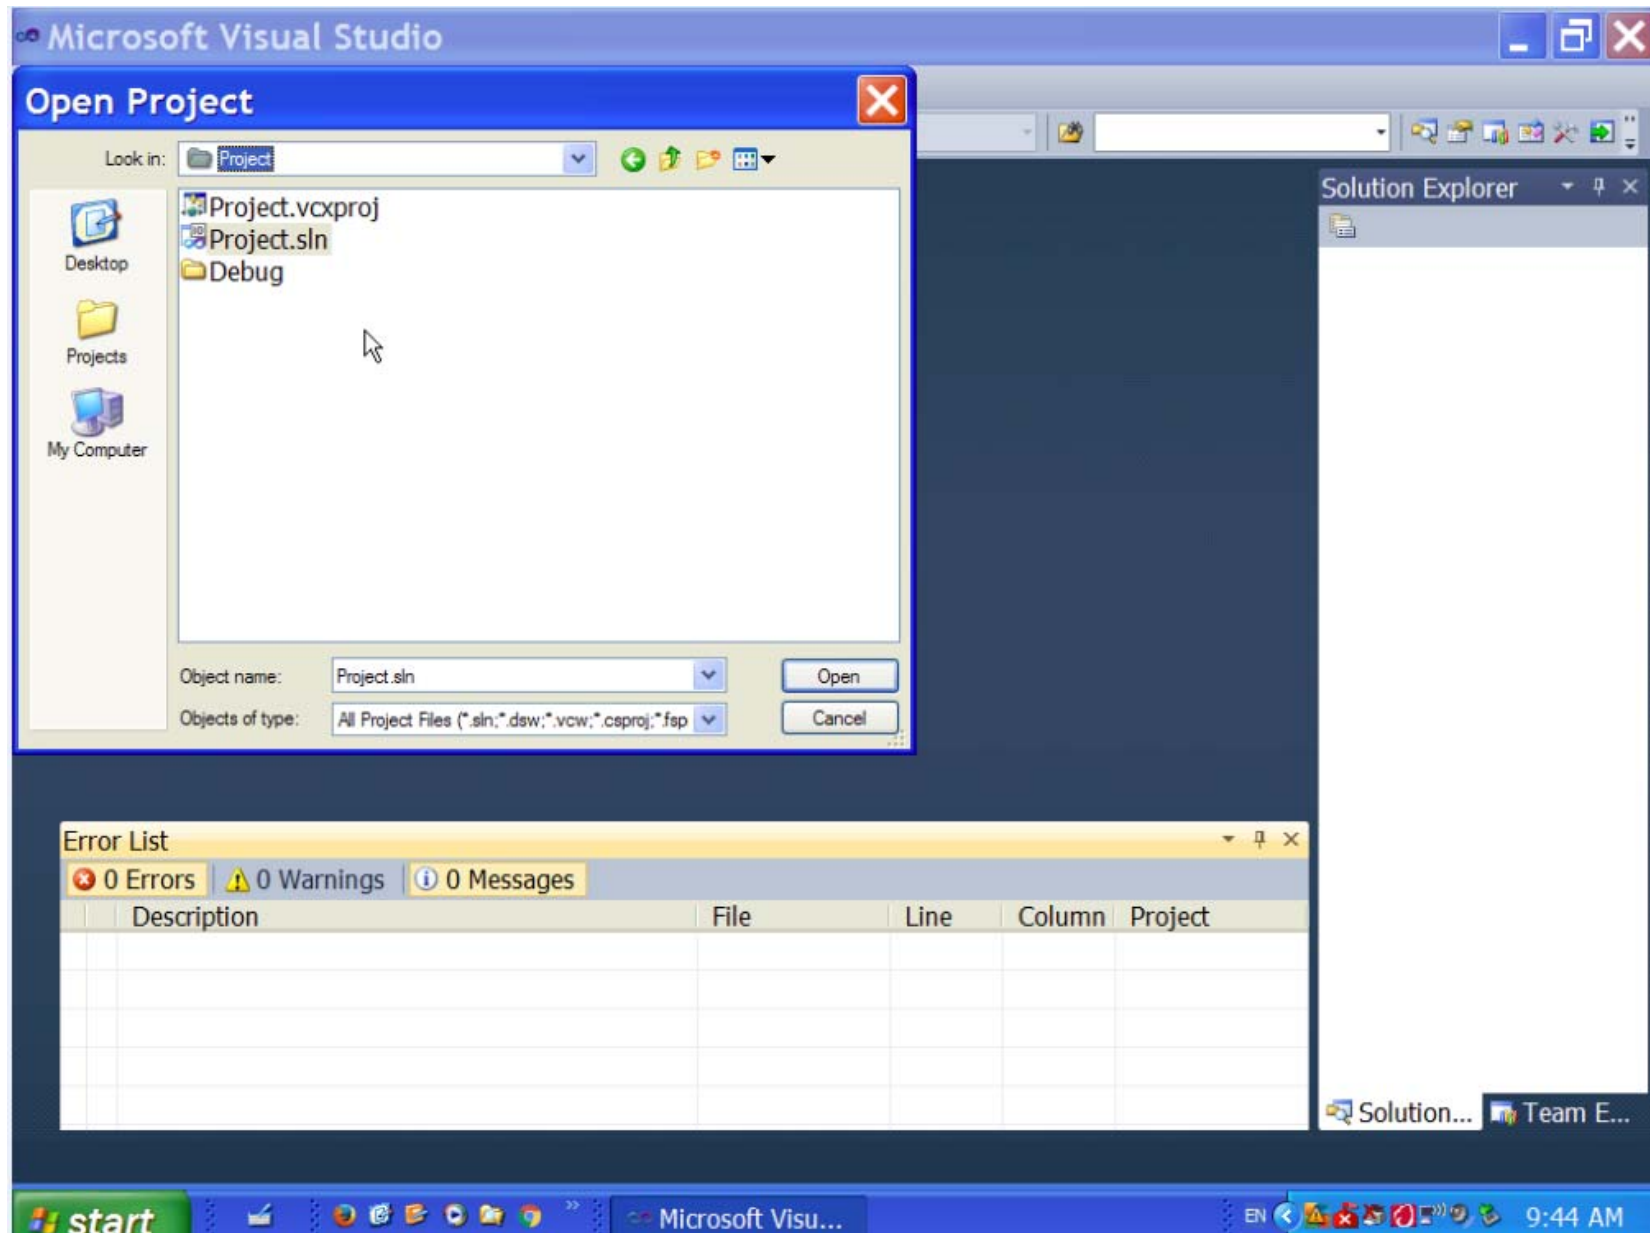 Microsoft Visual Studio
Open Project
Look in: Project
Project.vcxproj
Project.sln
Debug
Desktop
Projects
My Computer
Object name: Project.sln Open
Objects of type: All Project Files (*.sln;*.dsw;*.vcw;*.csproj;*.fsp Cancel
Solution Explorer
Error List
0 Errors 0 Warnings 0 Messages
Description File Line Column Project
Solution... Team E...
start Microsoft Visu... EN 9:44 AM